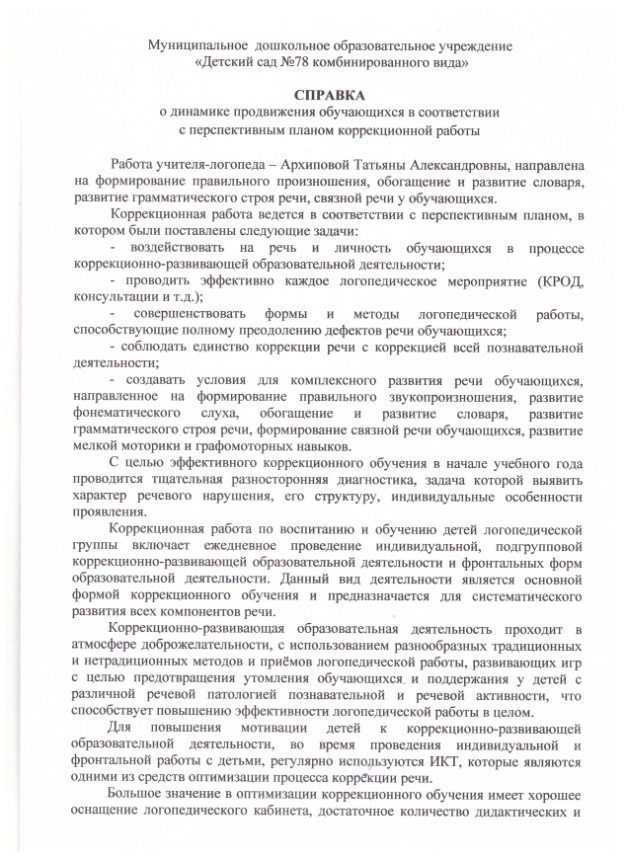 Муниципальное дошкольное образовательное учреждение
«Детский сад №78 комбинированного вида»
СПРАВКА
о динамике продвижения обучающихся в соответствии
с перспективным планом коррекционной работы
Работа учителя-логопеда – Архиповой Татьяны Александровны, направлена
на формирование правильного произношения, обогащение и развитие словаря,
развитие грамматического строя речи, связной речи у обучающихся.
Коррекционная работа ведется в соответствии с перспективным планом, в
котором были поставлены следующие задачи:
- воздействовать на речь и личность обучающихся в процессе
коррекционно-развивающей образовательной деятельности;
- проводить эффективно каждое логопедическое мероприятие (КРОД,
консультации и т.д.);
- совершенствовать формы и методы логопедической работы,
способствующие полному преодолению дефектов речи обучающихся;
- соблюдать единство коррекции речи с коррекцией всей познавательной
деятельности;
- создавать условия для комплексного развития речи обучающихся,
направленное на формирование правильного звукопроизношения, развитие
фонематического слуха, обогащение и развитие словаря, развитие
грамматического строя речи, формирование связной речи обучающихся, развитие
мелкой моторики и графомоторных навыков.
С целью эффективного коррекционного обучения в начале учебного года
проводится тщательная разносторонняя диагностика, задача которой выявить
характер речевого нарушения, его структуру, индивидуальные особенности
проявления.
Коррекционная работа по воспитанию и обучению детей логопедической
группы включает ежедневное проведение индивидуальной, подгрупповой
коррекционно-развивающей образовательной деятельности и фронтальных форм
образовательной деятельности. Данный вид деятельности является основной
формой коррекционного обучения и предназначается для систематического
развития всех компонентов речи.
Коррекционно-развивающая образовательная деятельность проходит в
атмосфере доброжелательности, с использованием разнообразных традиционных
и нетрадиционных методов и приёмов логопедической работы, развивающих игр
с целью предотвращения утомления обучающихся и поддержания у детей с
различной речевой патологией познавательной и речевой активности, что
способствует повышению эффективности логопедической работы в целом.
Для повышения мотивации детей к коррекционно-развивающей
образовательной деятельности, во время проведения индивидуальной и
фронтальной работы с детьми, регулярно используются ИКТ, которые являются
одними из средств оптимизации процесса коррекции речи.
Большое значение в оптимизации коррекционного обучения имеет хорошее
оснащение логопедического кабинета, достаточное количество дидактических и